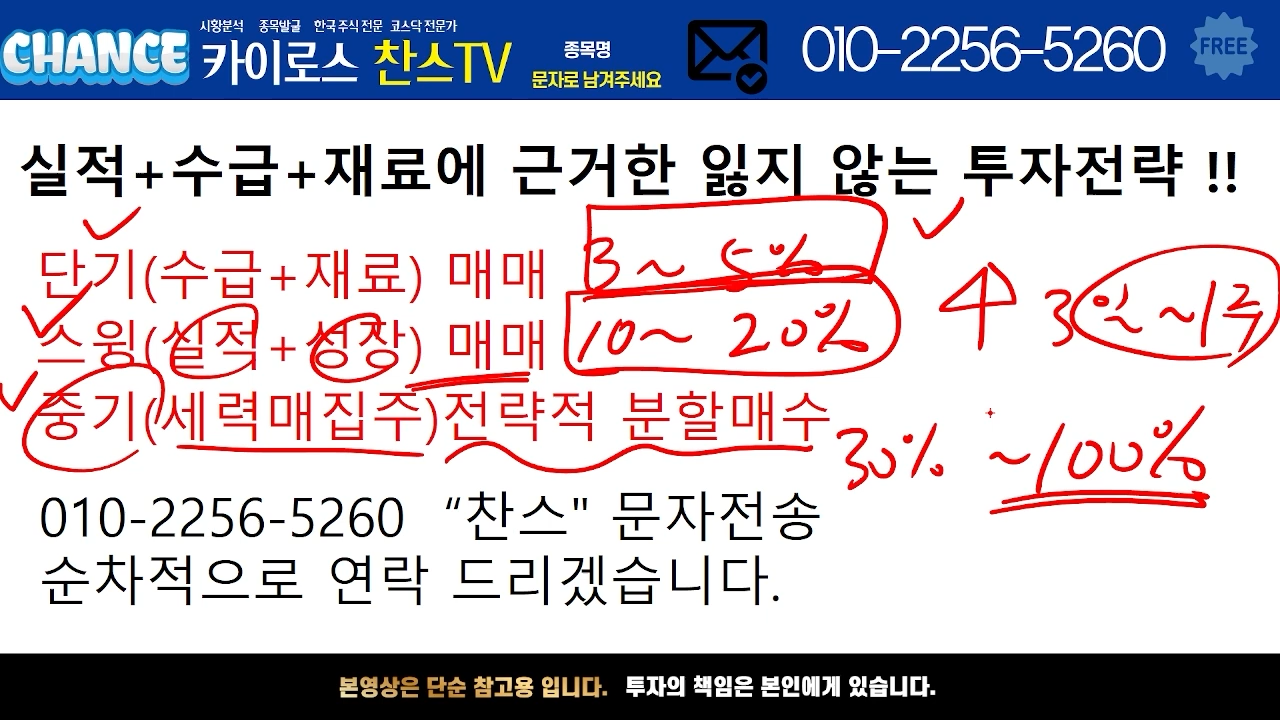 시황분석 종목발굴 한국 주식 전문 코스닥 전문가
CHANCE 카이로스 찬스TV
종목명
문자로 남겨주세요
010-2256-5260
FREE
실적+수급+재료에 근거한 잃지 않는 투자전략 !!
단기(수급+재료) 매매 3~ 5%
스윙(실적+성장) 매매 10~ 20% 3일~1주
중기(세력매집주)전략적 분할매수 30% ~100%
010-2256-5260 “찬스" 문자전송
순차적으로 연락 드리겠습니다.
본영상은 단순 참고용 입니다. 투자의 책임은 본인에게 있습니다.